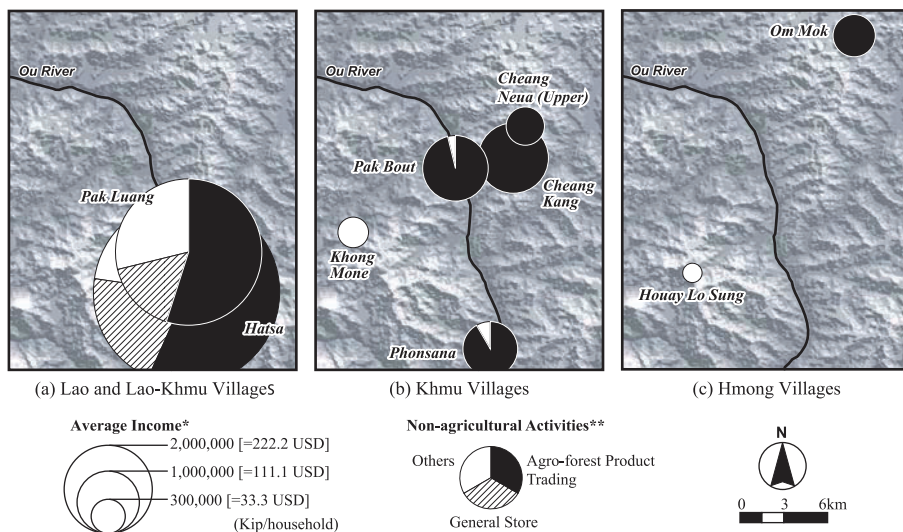 Ou River
Pak Luang
Hatsa
(a) Lao and Lao-Khmu Villages
Ou River
Cheang
Neua (Upper)
Pak Bout
Cheang
Kang
Khong
Mone
Phonsana
(b) Khmu Villages
Om Mok
Ou River
Houay Lo Sung
(c) Hmong Villages
Average Income*
2,000,000 [=222.2 USD]
1,000,000 [=111.1 USD]
300,000 [=33.3 USD]
(Kip/household)
Non-agricultural Activities**
Others
Agro-forest Product
Trading
General Store
N
0 3 6km